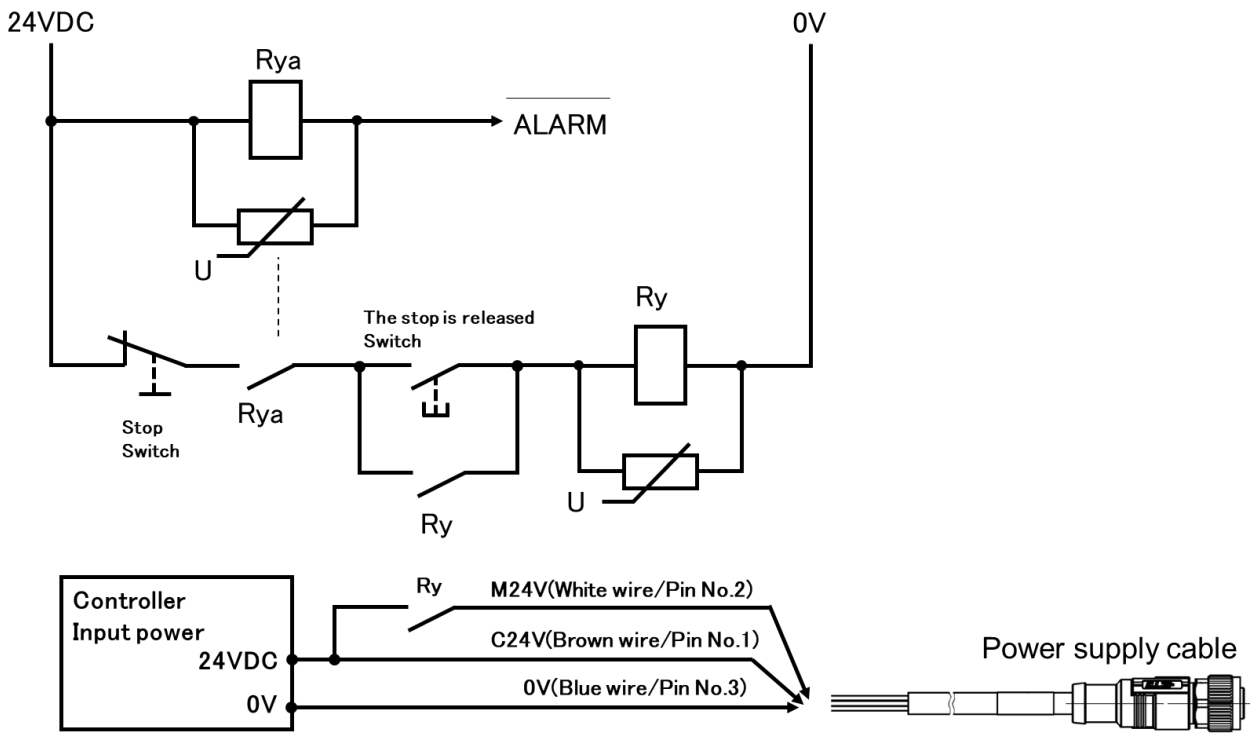 24VDC
0V
Rya
ALARM
U
Ry
The stop is released
Switch
Rya
Stop
Switch
U
Ry
Controller
Input power
24VDC
0V
Ry
M24V(White wire/Pin No.2)
C24V(Brown wire/Pin No.1)
0V(Blue wire/Pin No.3)
Power supply cable